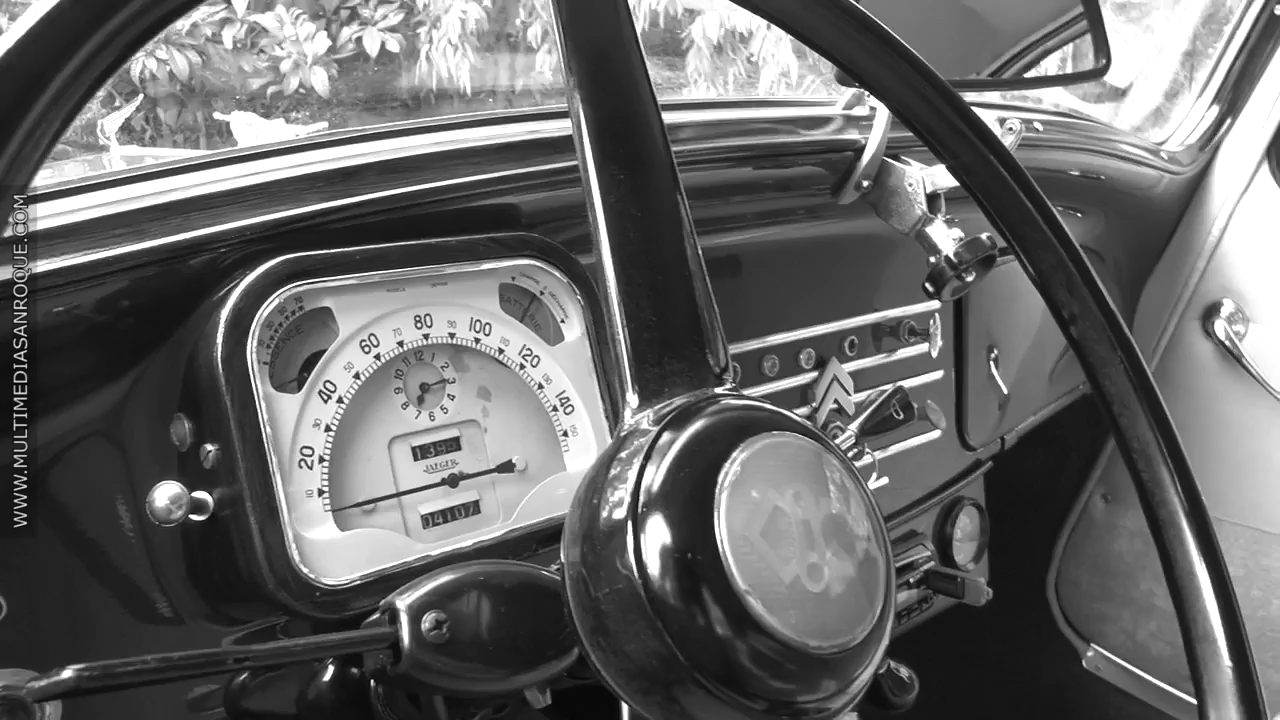 WWW.MULTIMEDIASANROQUE.COM
BATTERIE
ESSENCE
10 20 30 40 50 60 70 80 90 100 110 120 130 140 150
12 1 2 3 4 5 6 7 8 9 10 11
JAEGER
04107